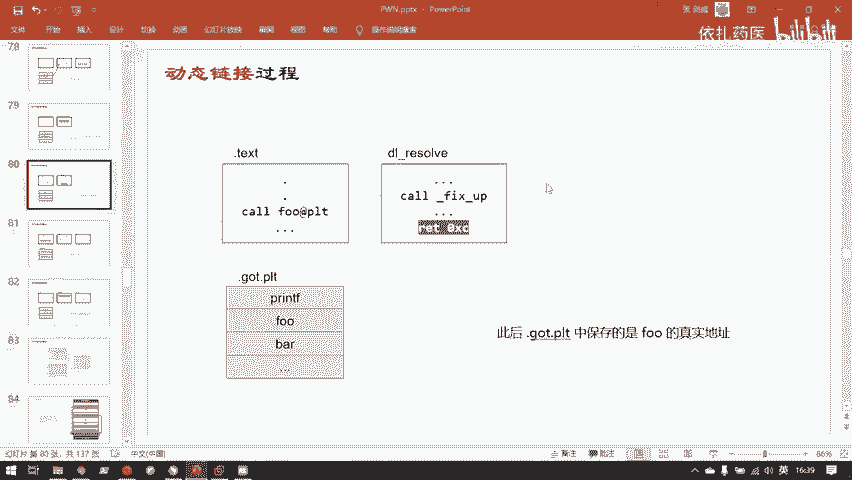 PWN.pptx - PowerPoint
文件
开始
插入
设计
切换
动画
幻灯片放映
审阅
视图
帮助
操作说明搜索
依扎药医
bilibili
78
79
80
81
82
83
84
动态链接过程
.text
.
.
call foo@plt
...
dl_resolve
...
call _fix_up
...
ret 0xc
.got.plt
printf
foo
bar
...
此后 .got.plt 中保存的是 foo 的真实地址
幻灯片 第 80 张，共 137 张
中文(中国)
备注
批注
86%
英
16:39